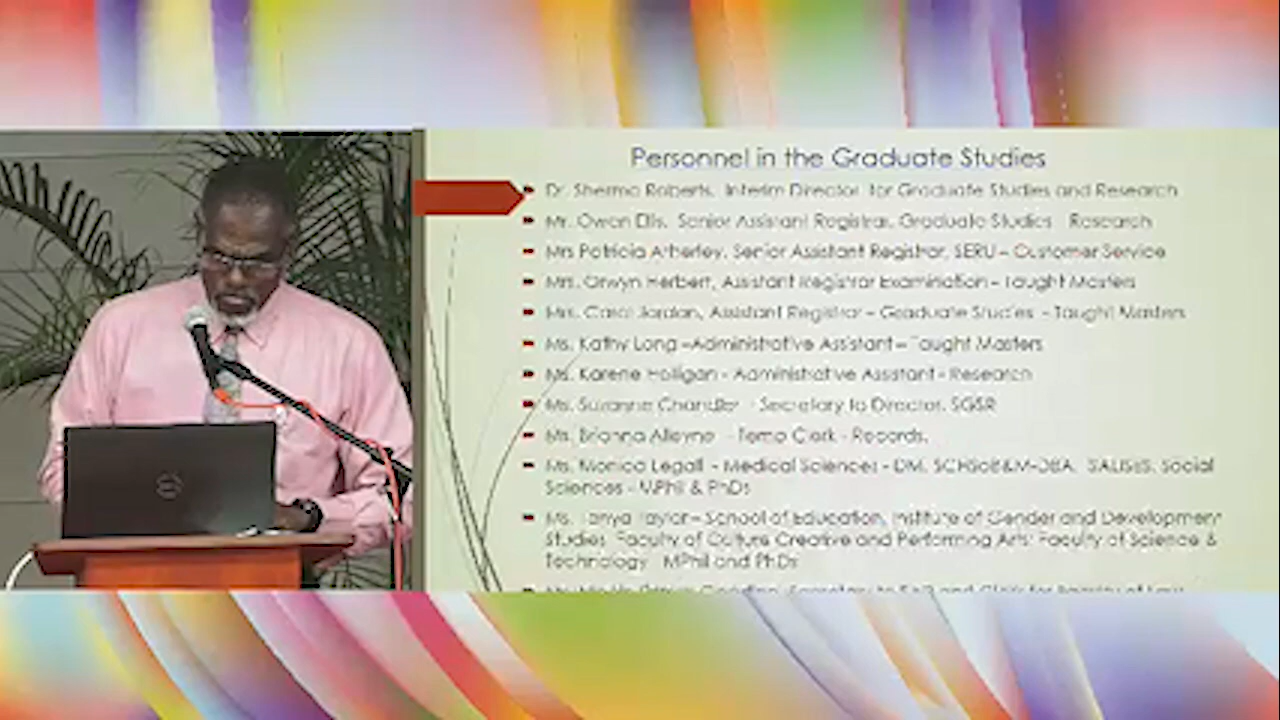 Personnel in the Graduate Studies
Dr. Sherma Roberts, Interim Director for Graduate Studies and Research
Mr. Owen Ellis, Senior Assistant Registrar, Graduate Studies - Research
Mrs Patricia Atherley, Senior Assistant Registrar, SERU – Customer Service
Mrs. Orwyn Herbert, Assistant Registrar Examination – Taught Masters
Mrs. Carol Jordan, Assistant Registrar – Graduate Studies – Taught Masters
Ms. Kathy Long –Administrative Assistant – Taught Masters
Ms. Karene Holligan - Administrative Assistant - Research
Ms. Suzanne Chandler - Secretary to Director, SGSR
Ms. Brianna Alleyne - Temp Clerk - Records.
Ms. Monica Legall - Medical Sciences - DM, SALISES, Social
Sciences - MPhil & PhDs
Ms. Tanya Taylor – School of Education, Institute of Gender and Development
Studies, Faculty of Culture Creative and Performing Arts, Faculty of Science &
Technology - MPhil and PhDs